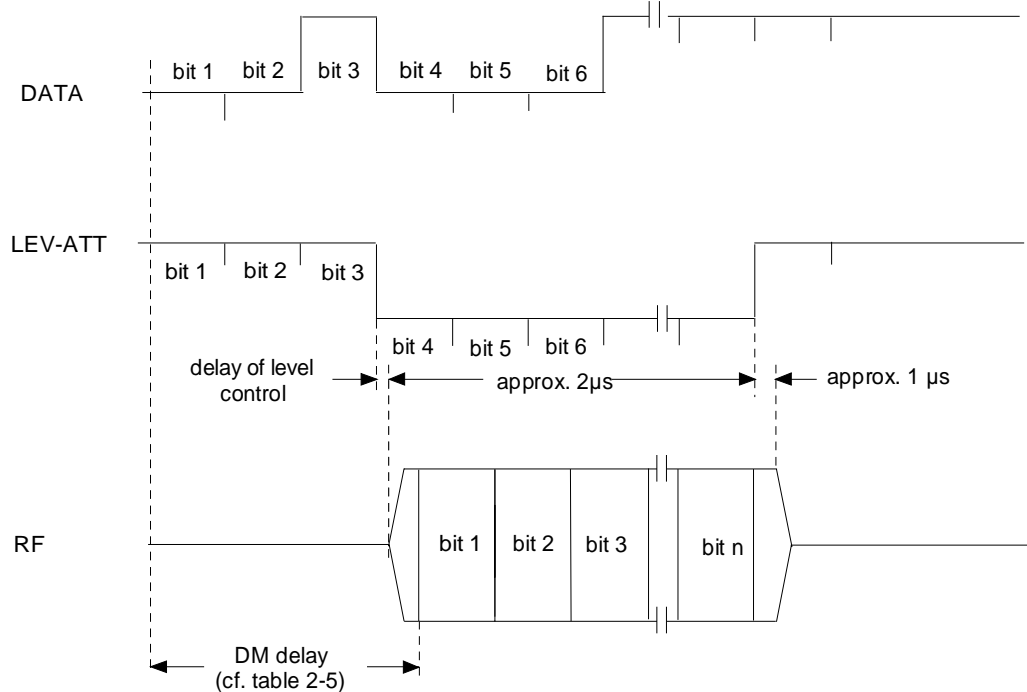 bit 1 bit 2 bit 3 bit 4 bit 5 bit 6
DATA
LEV-ATT
bit 1 bit 2 bit 3
bit 4 bit 5 bit 6
delay of level
control
approx. 2µs
approx. 1 µs
RF
bit 1 bit 2 bit 3 bit n
DM delay
(cf. table 2-5)